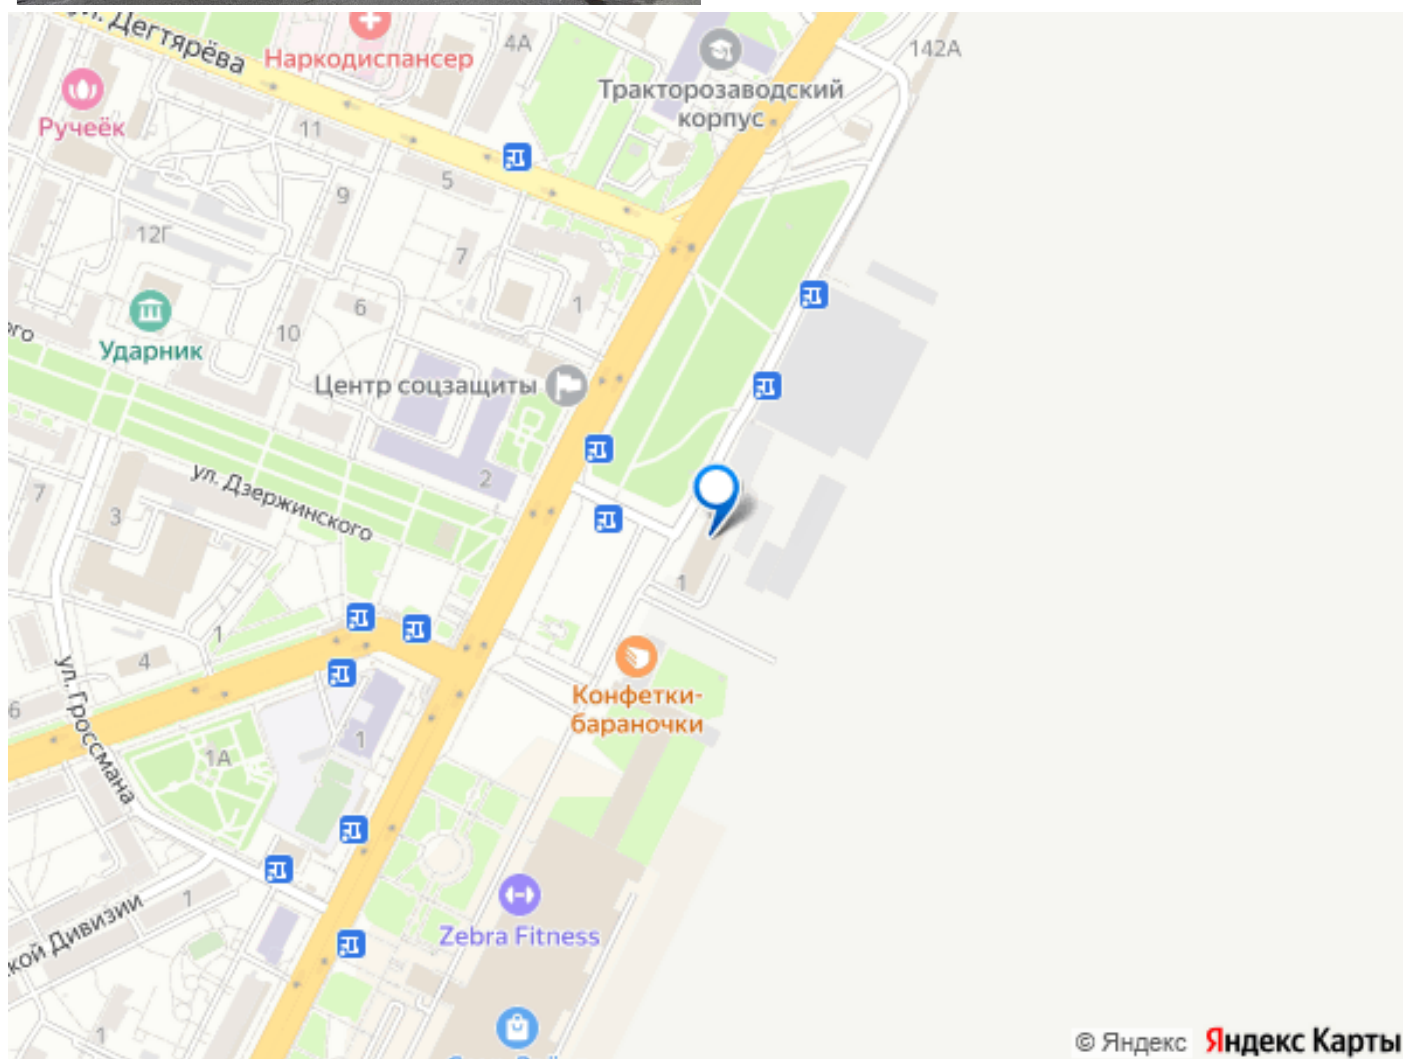 ул. Дегтярёва
Наркодиспансер
4А
142А
Тракторозаводский
корпус
Ручеёк
11
5
9
12Г
7
6
1
10
Ударник
Центр соцзащиты
2
ул. Дзержинского
7
3
1
1
4
6
ул. Гроссмана
Конфетки-
бараночки
1
1А
1
кой Дивизии
Zebra Fitness
1
© Яндекс Яндекс Карты